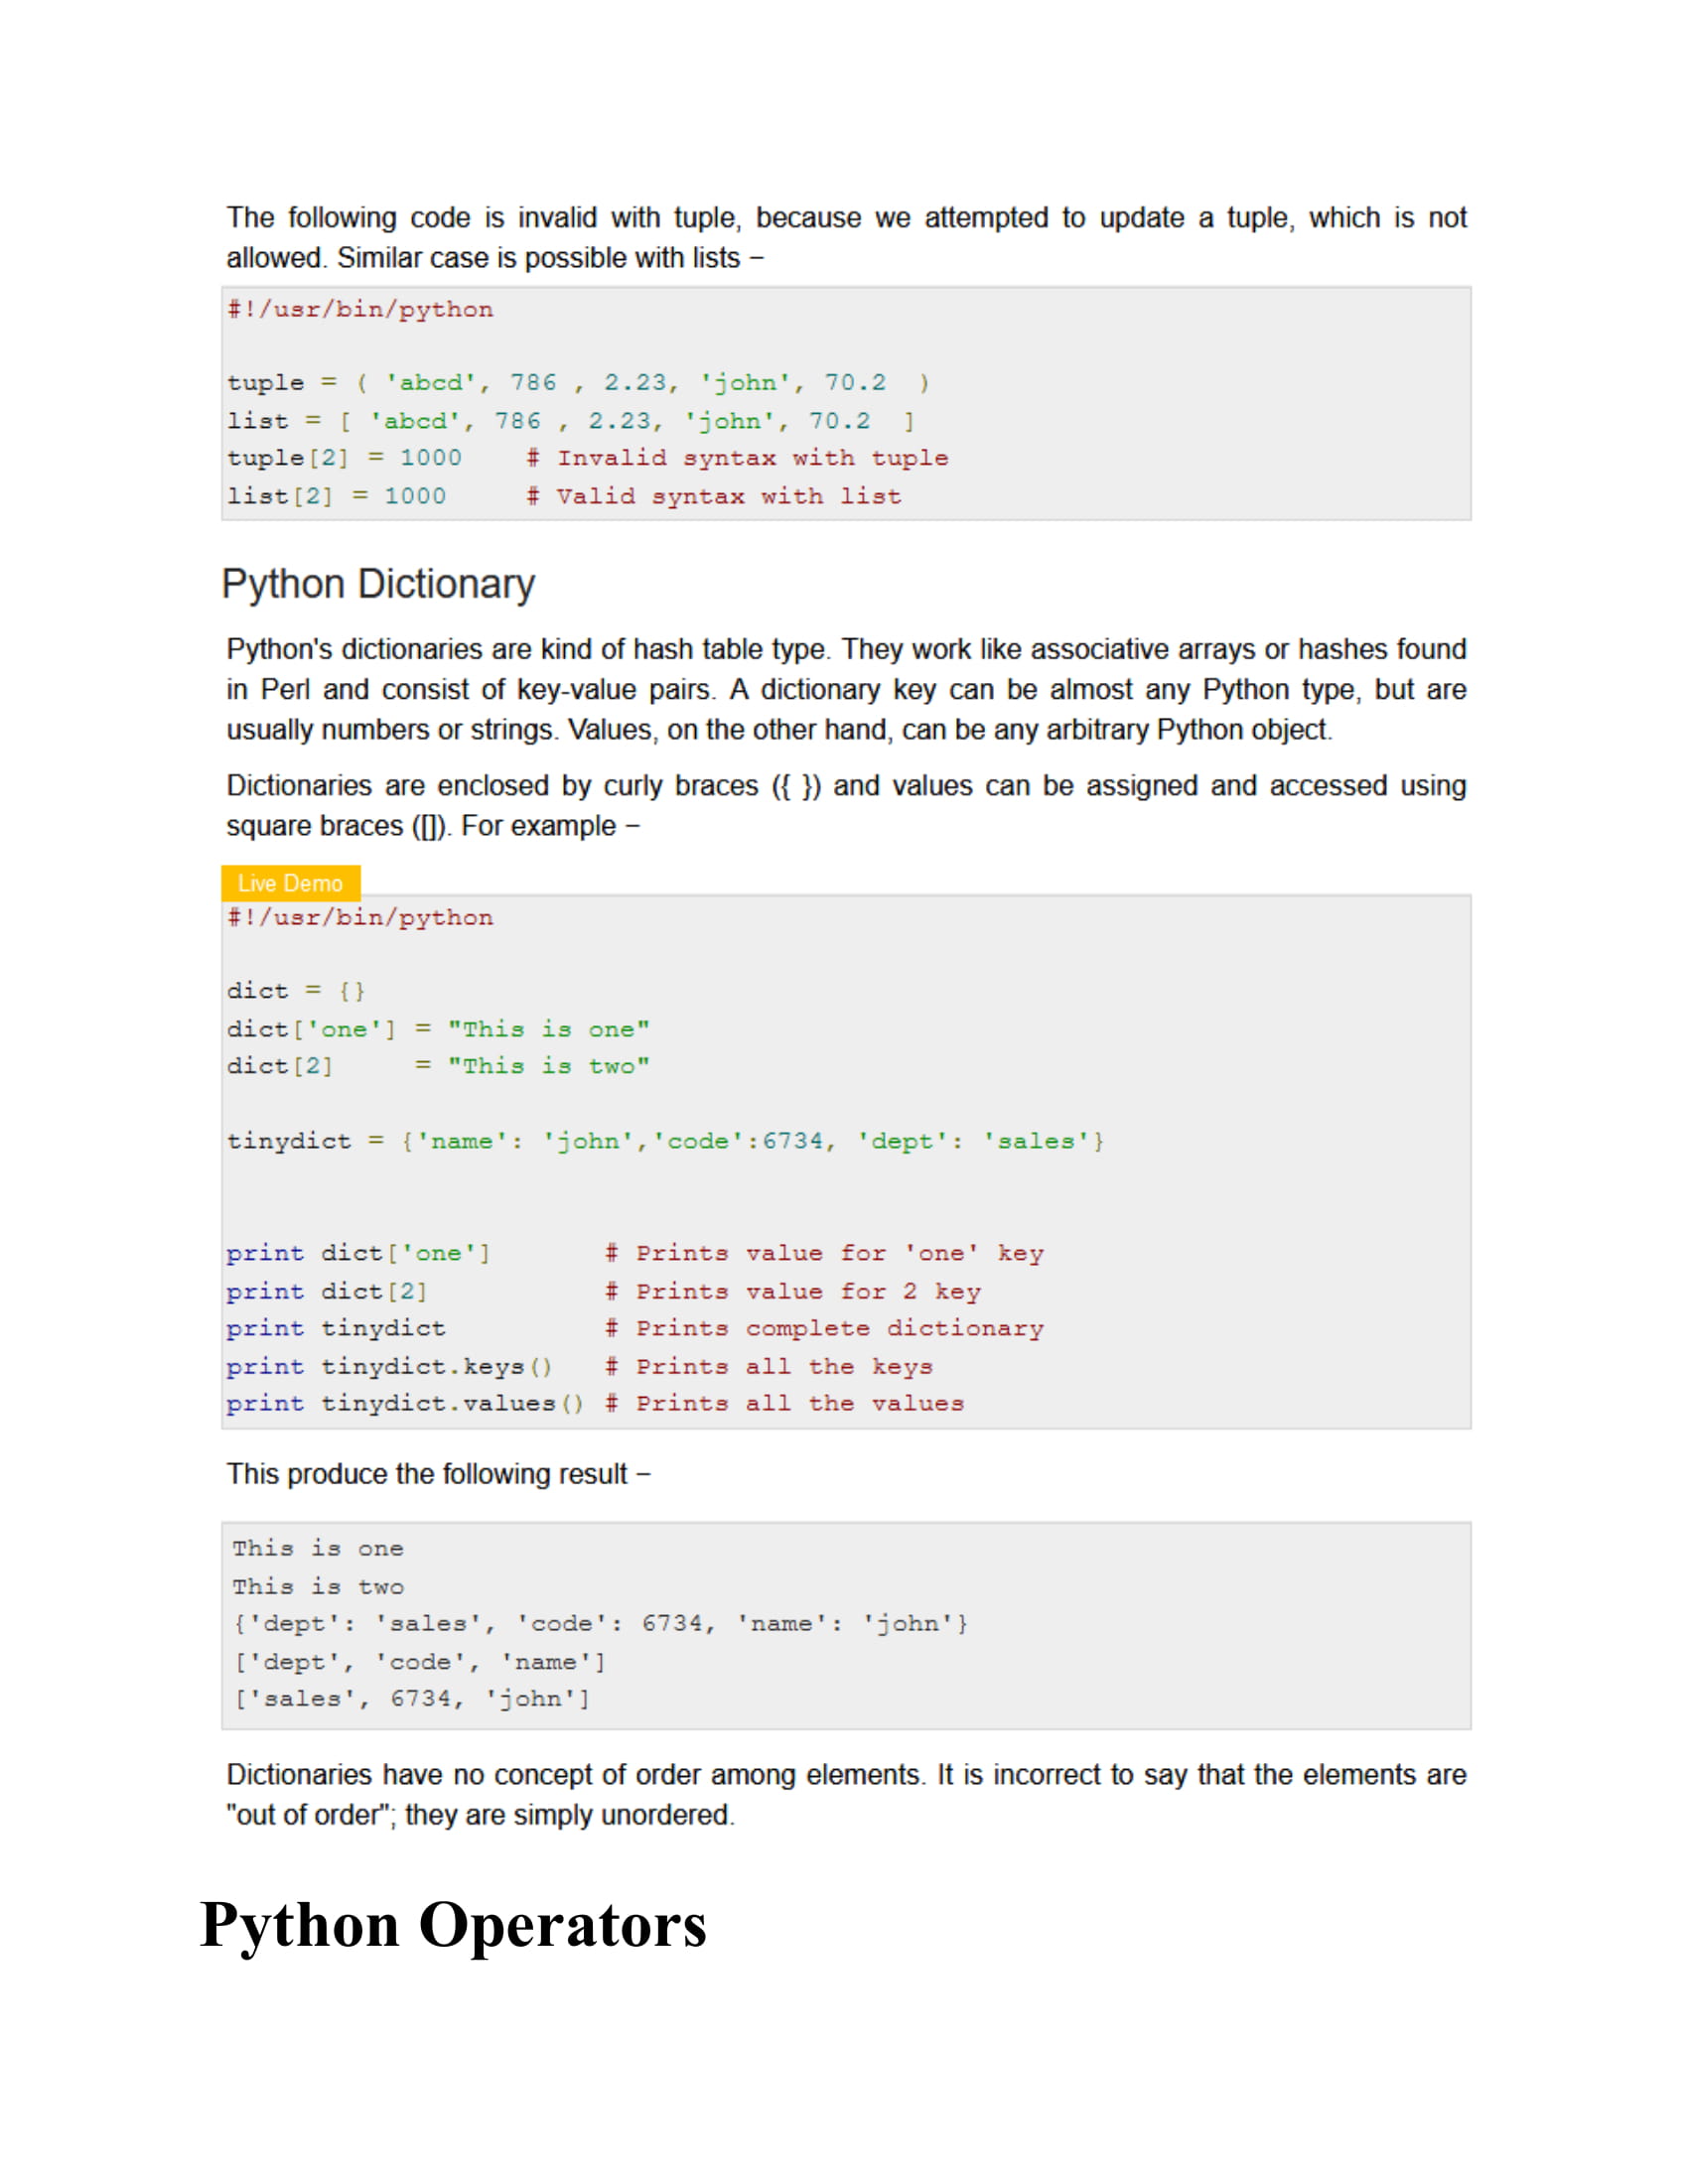 The following code is invalid with tuple, because we attempted to update a tuple, which is not
allowed. Similar case is possible with lists −
#!/usr/bin/python
tuple = ( 'abcd', 786 , 2.23, 'john', 70.2  )
list = [ 'abcd', 786 , 2.23, 'john', 70.2  ]
tuple[2] = 1000    # Invalid syntax with tuple
list[2] = 1000     # Valid syntax with list
Python Dictionary
Python's dictionaries are kind of hash table type. They work like associative arrays or hashes found
in Perl and consist of key-value pairs. A dictionary key can be almost any Python type, but are
usually numbers or strings. Values, on the other hand, can be any arbitrary Python object.
Dictionaries are enclosed by curly braces ({ }) and values can be assigned and accessed using
square braces ([]). For example −
Live Demo
#!/usr/bin/python
dict = {}
dict['one'] = "This is one"
dict[2]     = "This is two"
tinydict = {'name': 'john','code':6734, 'dept': 'sales'}
print dict['one']       # Prints value for 'one' key
print dict[2]           # Prints value for 2 key
print tinydict          # Prints complete dictionary
print tinydict.keys()   # Prints all the keys
print tinydict.values() # Prints all the values
This produce the following result −
This is one
This is two
{'dept': 'sales', 'code': 6734, 'name': 'john'}
['dept', 'code', 'name']
['sales', 6734, 'john']
Dictionaries have no concept of order among elements. It is incorrect to say that the elements are
"out of order"; they are simply unordered.
Python Operators